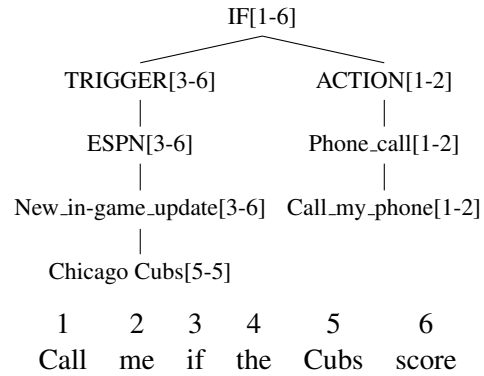 IF[1-6]
TRIGGER[3-6] ACTION[1-2]
ESPN[3-6] Phone_call[1-2]
New_in-game_update[3-6] Call_my_phone[1-2]
Chicago Cubs[5-5]
1 2 3 4 5 6
Call me if the Cubs score